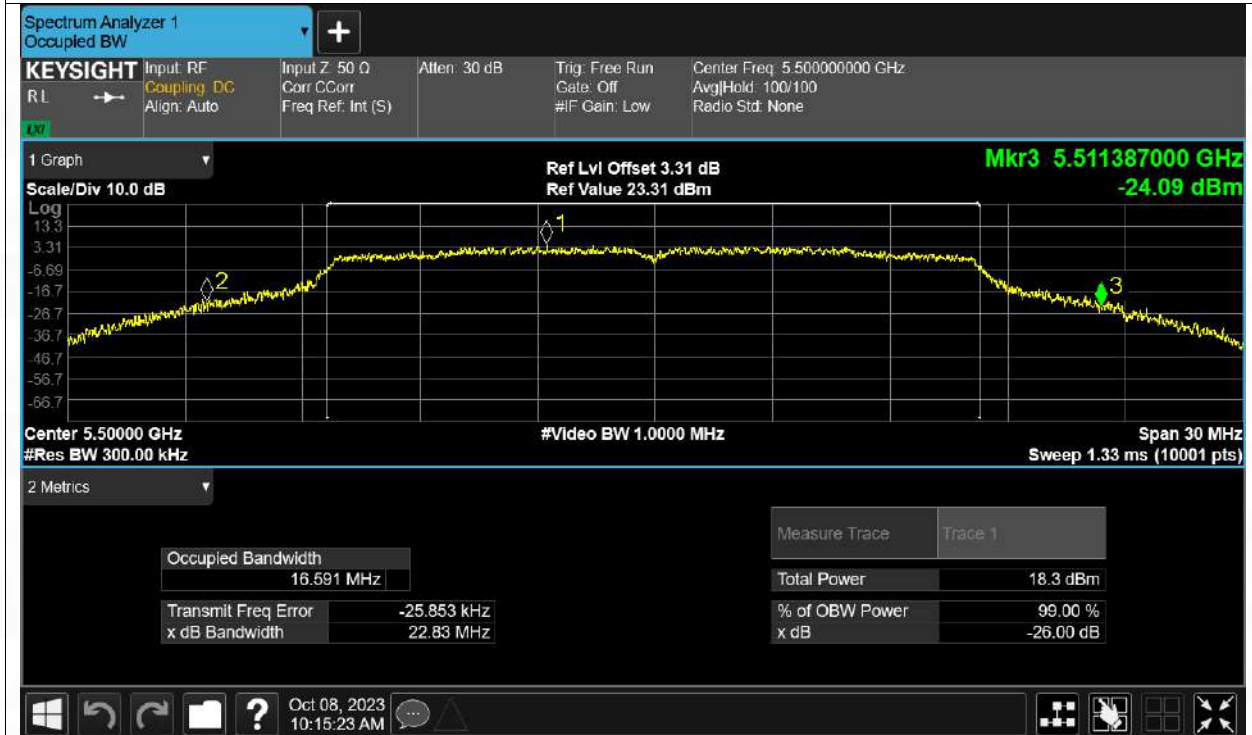 Spectrum Analyzer 1
Occupied BW
+
KEYSIGHT
RL
LXI
Input: RF
Coupling: DC
Align: Auto
Input Z: 50 Ω
Corr CCorr
Freq Ref: Int (S)
Atten: 30 dB
Trig: Free Run
Gate: Off
#IF Gain: Low
Center Freq: 5.500000000 GHz
Avg|Hold: 100/100
Radio Std: None
1 Graph
Scale/Div 10.0 dB
Ref Lvl Offset 3.31 dB
Ref Value 23.31 dBm
Mkr3 5.511387000 GHz
-24.09 dBm
Log
13.3
3.31
-6.69
-16.7
-26.7
-36.7
-46.7
-56.7
-66.7
1
2
3
Center 5.50000 GHz
#Res BW 300.00 kHz
#Video BW 1.0000 MHz
Span 30 MHz
Sweep 1.33 ms (10001 pts)
2 Metrics
Occupied Bandwidth
16.591 MHz
Transmit Freq Error -25.853 kHz
x dB Bandwidth 22.83 MHz
Measure Trace Trace 1
Total Power 18.3 dBm
% of OBW Power 99.00 %
x dB -26.00 dB
?
Oct 08, 2023
10:15:23 AM